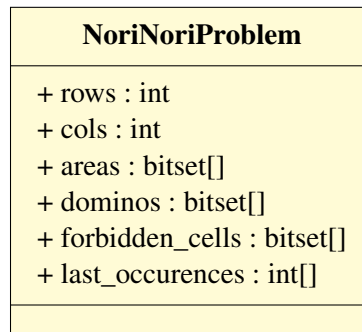 NoriNoriProblem
+ rows : int
+ cols : int
+ areas : bitset[]
+ dominos : bitset[]
+ forbidden_cells : bitset[]
+ last_occurences : int[]